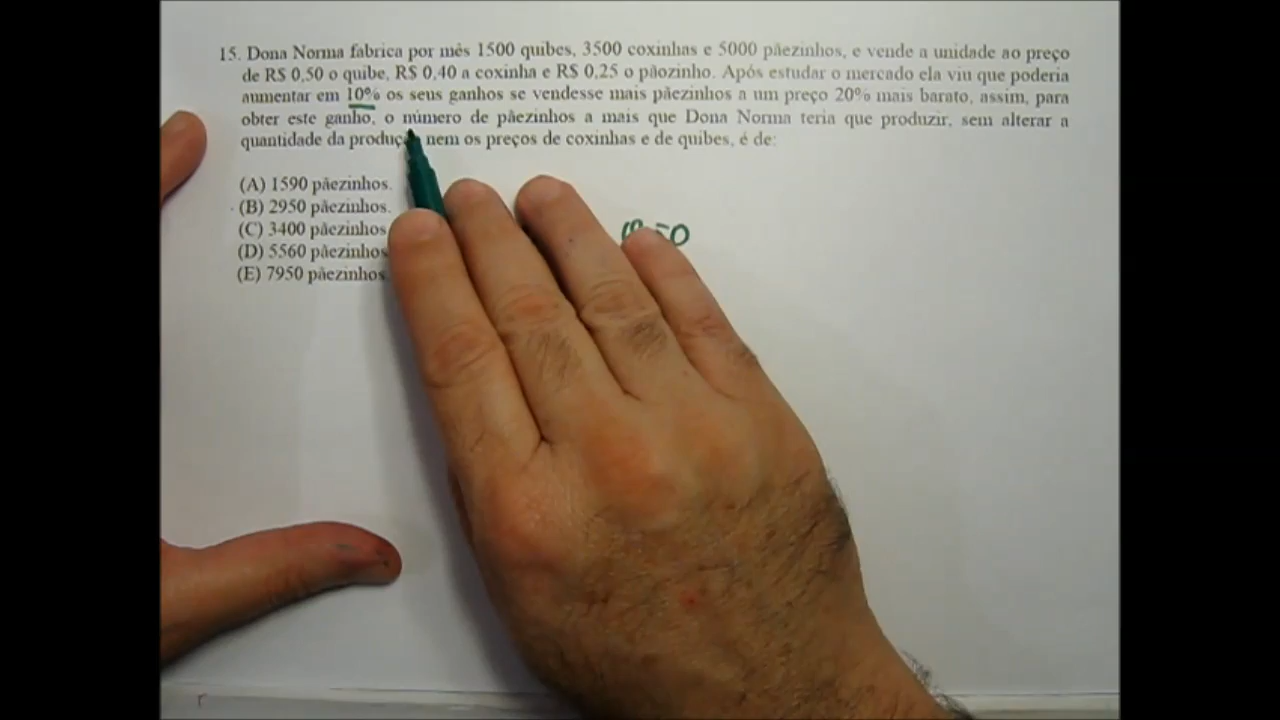 15. Dona Norma fabrica por mês 1500 quibes, 3500 coxinhas e 5000 pãezinhos, e vende a unidade ao preço
de R$ 0,50 o quibe, R$ 0,40 a coxinha e R$ 0,25 o pãozinho. Após estudar o mercado ela viu que poderia
aumentar em 10% os seus ganhos se vendesse mais pãezinhos a um preço 20% mais barato, assim, para
obter este ganho, o número de pãezinhos a mais que Dona Norma teria que produzir, sem alterar a
quantidade da nem os preços de coxinhas e de quibes, é de:
(A) 1590 pãezinhos.
(B) 2950 pãezinhos.
(C) 3400 pãezinhos
(D) 5560 pãezinhos
(E) 7950 pãezinhos